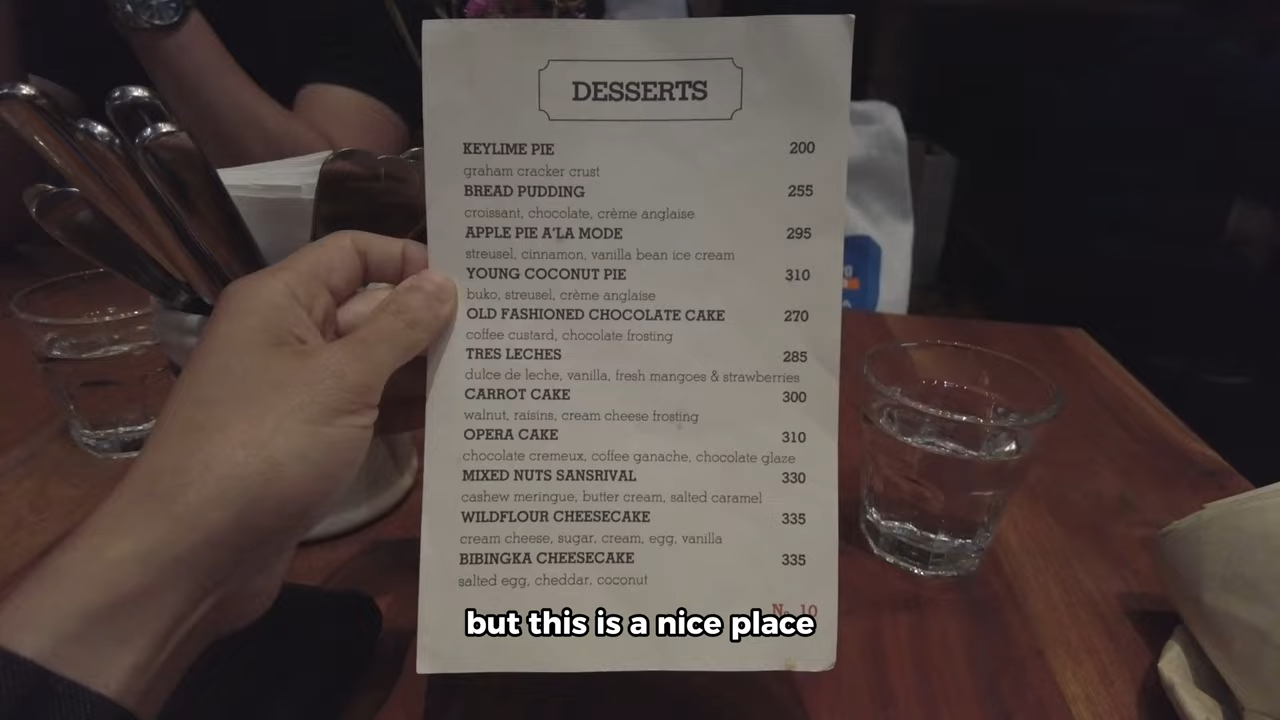 DESSERTS
KEYLIME PIE 200
graham cracker crust
BREAD PUDDING 255
croissant, chocolate, crème anglaise
APPLE PIE A'LA MODE 295
streusel, cinnamon, vanilla bean ice cream
YOUNG COCONUT PIE 310
buko, streusel, crème anglaise
OLD FASHIONED CHOCOLATE CAKE 270
coffee custard, chocolate frosting
TRES LECHES 285
dulce de leche, vanilla, fresh mangoes & strawberries
CARROT CAKE 300
walnut, raisins, cream cheese frosting
OPERA CAKE 310
chocolate cremeux, coffee ganache, chocolate glaze
MIXED NUTS SANSRIVAL 330
cashew meringue, butter cream, salted caramel
WILDFLOUR CHEESECAKE 335
cream cheese, sugar, cream, egg, vanilla
BIBINGKA CHEESECAKE 335
salted egg, cheddar, coconut
10
but this is a nice place